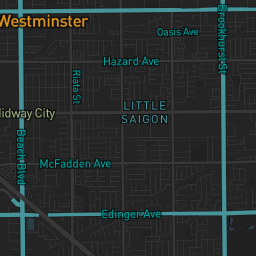 Westminster
Oasis Ave
Brookhurst St
Hazard Ave
Riata St
LITTLE
SAIGON
idway City
Beach Blvd
McFadden Ave
Edinger Ave